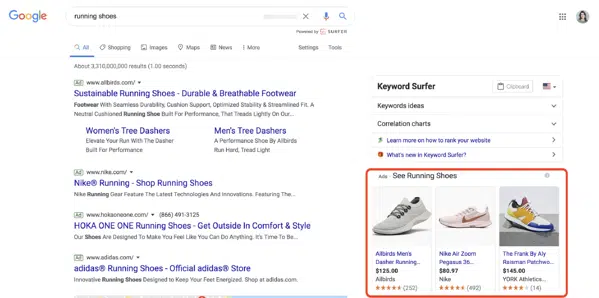 Google
running shoes
Powered by SURFER
All Shopping Images Maps News More Settings Tools
About 3,310,000,000 results (1.00 seconds)
Ad www.allbirds.com/
Sustainable Running Shoes - Durable & Breathable Footwear
Footwear With Seamless Durability, Cushion Support, Optimized Stability & Streamlined Fit. A
Neutral Cushioned Running Shoe Built For Performance, That Treads Lightly On Our...
Women's Tree Dashers
Elevate Your Run With The Dasher
Built For Performance
Men's Tree Dashers
A Performance Shoe By Allbirds
Run Hard, Tread Light
Ad www.nike.com/
Nike® Running - Shop Running Shoes
Nike Running Gear Feature The Latest Technologies And Innovations. Featuring The...
Ad www.hokaoneone.com/ (866) 491-3125
HOKA ONE ONE Running Shoes - Get Outside In Comfort & Style
Our Shoes Are Designed To Make You Feel Like You Can Do Anything. It's Time To Be...
Ad www.adidas.com/
adidas® Running Shoes - Official adidas® Store
Innovative Running Shoes Designed to Keep Your Feet Energized. Shop at adidas.com.
Keyword Surfer
Clipboard
Keywords ideas
Correlation charts
Learn more on how to rank your website
What's new in Keyword Surfer?
Ads See Running Shoes
Allbirds Men's
Dasher Running...
$125.00
Allbirds
(252)
Nike Air Zoom
Pegasus 36...
$80.97
Nike
(492)
The Frank By Aly
Raisman Patchwo...
$145.00
YORK Athletics...
(14)